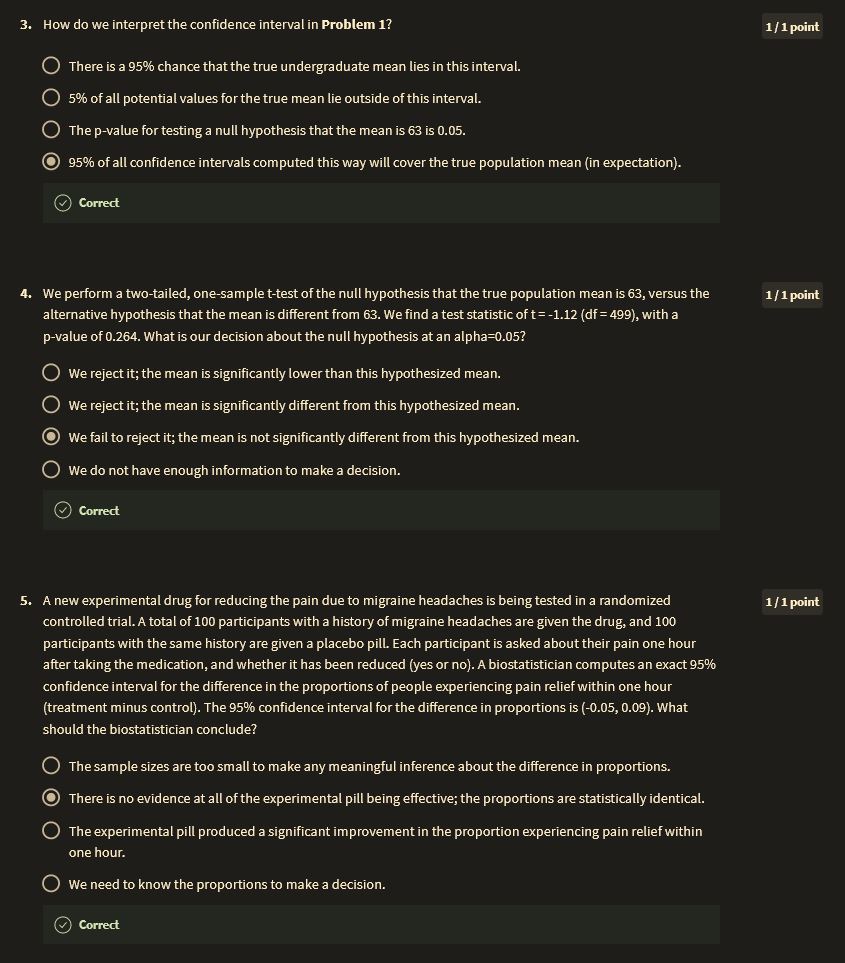 3. How do we interpret the confidence interval in Problem 1?
1 / 1 point
There is a 95% chance that the true undergraduate mean lies in this interval.
5% of all potential values for the true mean lie outside of this interval.
The p-value for testing a null hypothesis that the mean is 63 is 0.05.
95% of all confidence intervals computed this way will cover the true population mean (in expectation).
Correct
4. We perform a two-tailed, one-sample t-test of the null hypothesis that the true population mean is 63, versus the
1 / 1 point
alternative hypothesis that the mean is different from 63. We find a test statistic of t = -1.12 (df = 499), with a
p-value of 0.264. What is our decision about the null hypothesis at an alpha=0.05?
We reject it; the mean is significantly lower than this hypothesized mean.
We reject it; the mean is significantly different from this hypothesized mean.
We fail to reject it; the mean is not significantly different from this hypothesized mean.
We do not have enough information to make a decision.
Correct
5. A new experimental drug for reducing the pain due to migraine headaches is being tested in a randomized
1 / 1 point
controlled trial. A total of 100 participants with a history of migraine headaches are given the drug, and 100
participants with the same history are given a placebo pill. Each participant is asked about their pain one hour
after taking the medication, and whether it has been reduced (yes or no). A biostatistician computes an exact 95%
confidence interval for the difference in the proportions of people experiencing pain relief within one hour
(treatment minus control). The 95% confidence interval for the difference in proportions is (-0.05, 0.09). What
should the biostatistician conclude?
The sample sizes are too small to make any meaningful inference about the difference in proportions.
There is no evidence at all of the experimental pill being effective; the proportions are statistically identical.
The experimental pill produced a significant improvement in the proportion experiencing pain relief within
one hour.
We need to know the proportions to make a decision.
Correct